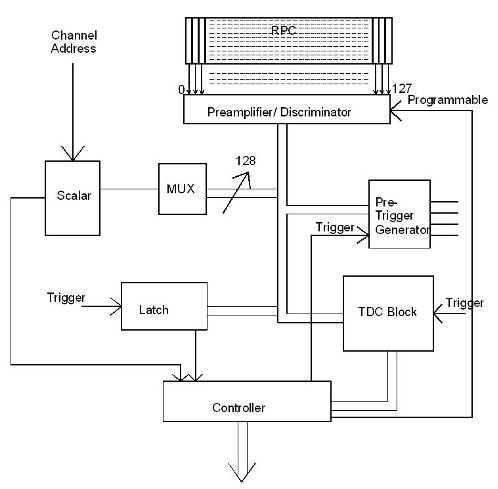 Channel
Address
RPC
0
127
Programmable
Preamplifier/ Discriminator
128
MUX
Scalar
Pre-
Trigger
Generator
Trigger
Trigger
Latch
TDC Block
Trigger
Controller